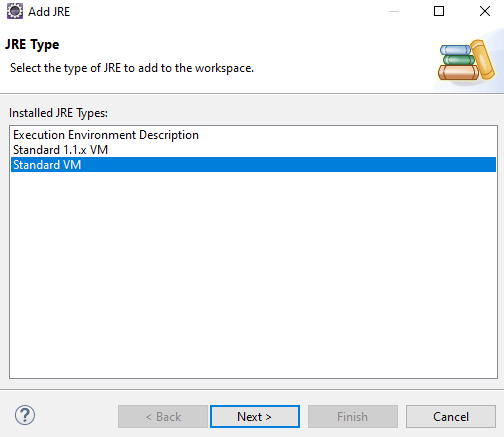 Add JRE
JRE Type
Select the type of JRE to add to the workspace.
Installed JRE Types:
Execution Environment Description
Standard 1.1.x VM
Standard VM
?
< Back
Next >
Finish
Cancel